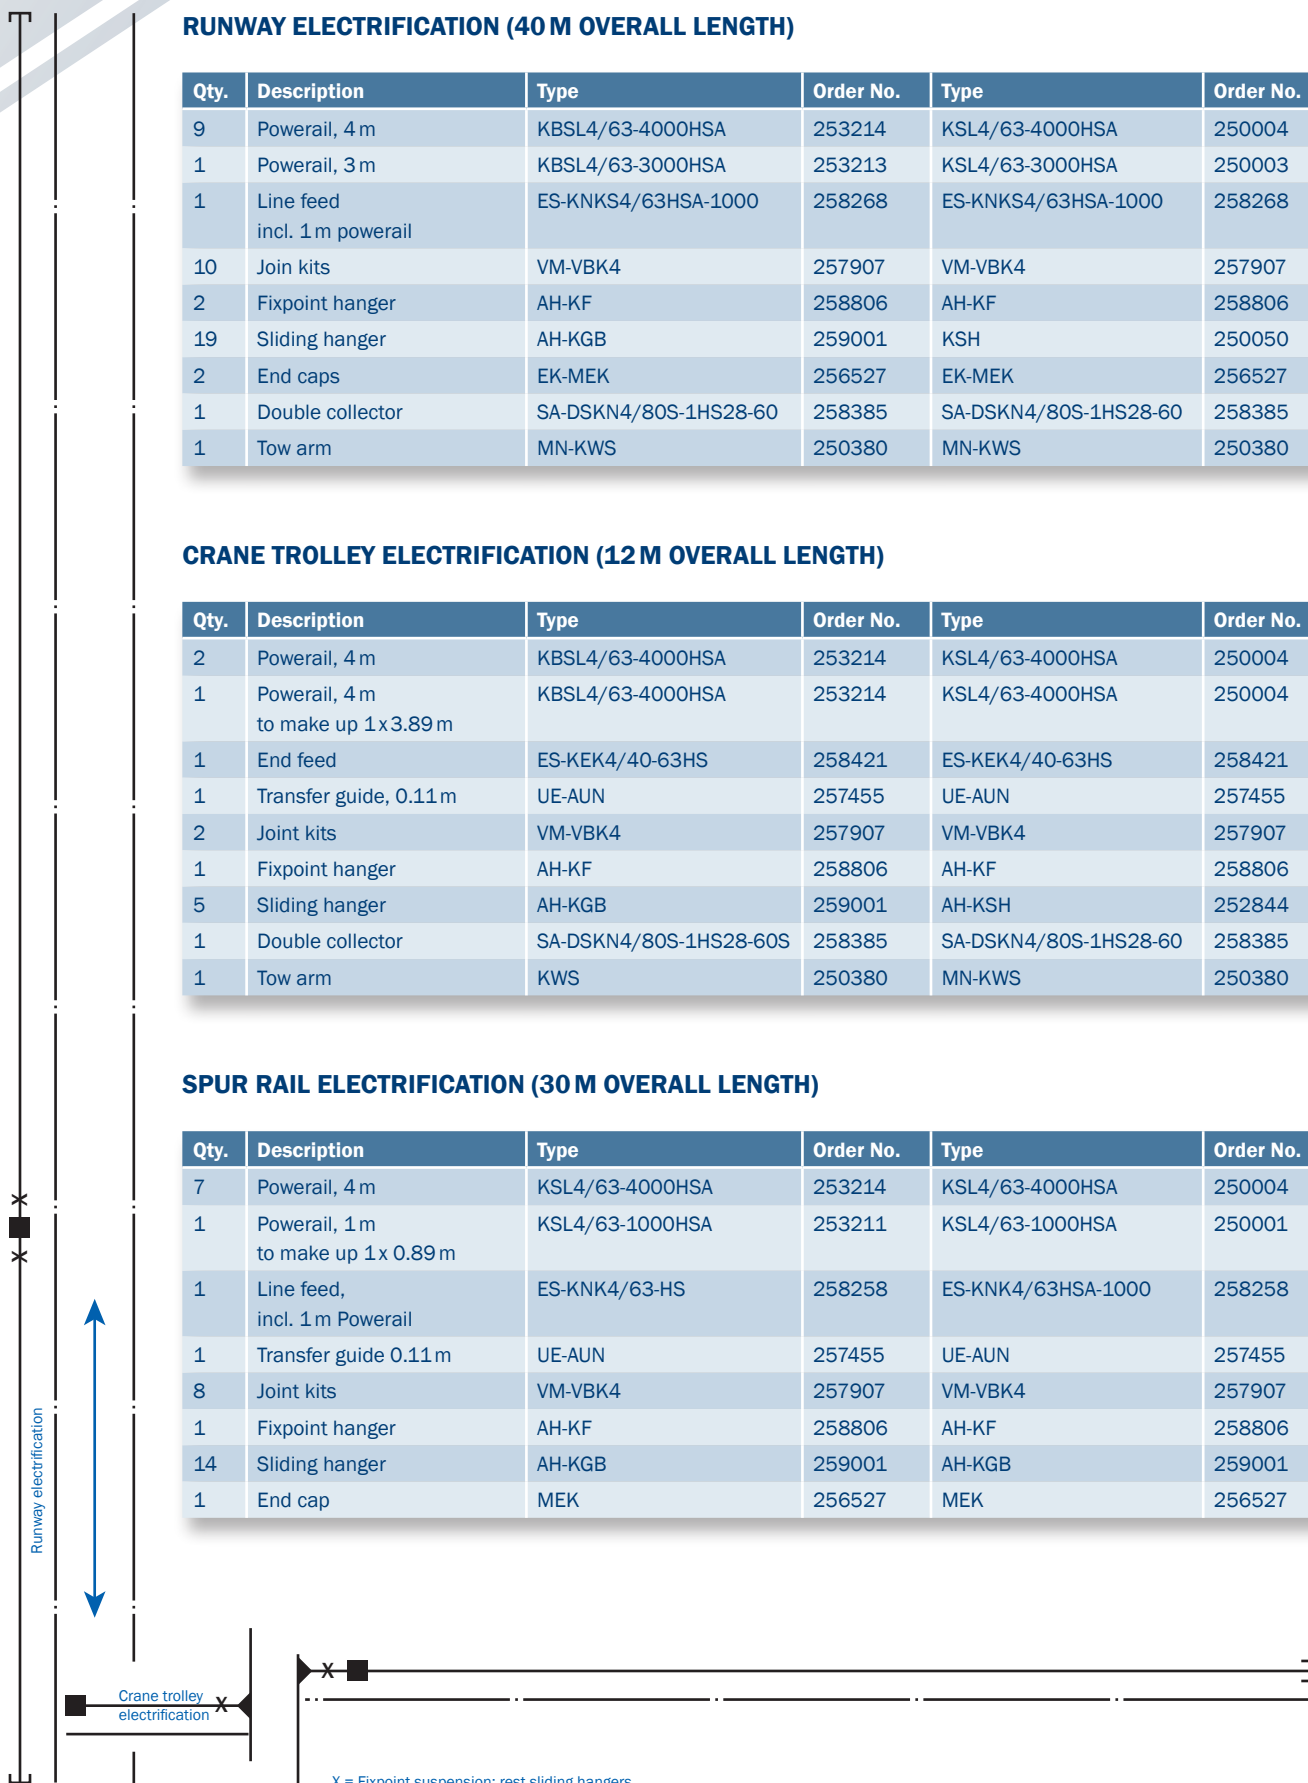 RUNWAY ELECTRIFICATION (40 M OVERALL LENGTH)
Qty. Description Type Order No. Type Order No.
9 Powerail, 4 m KBSL4/63-4000HSA 253214 KSL4/63-4000HSA 250004
1 Powerail, 3 m KBSL4/63-3000HSA 253213 KSL4/63-3000HSA 250003
1 Line feed ES-KNKS4/63HSA-1000 258268 ES-KNKS4/63HSA-1000 258268
incl. 1 m powerail
10 Join kits VM-VBK4 257907 VM-VBK4 257907
2 Fixpoint hanger AH-KF 258806 AH-KF 258806
19 Sliding hanger AH-KGB 259001 KSH 250050
2 End caps EK-MEK 256527 EK-MEK 256527
1 Double collector SA-DSKN4/80S-1HS28-60 258385 SA-DSKN4/80S-1HS28-60 258385
1 Tow arm MN-KWS 250380 MN-KWS 250380
CRANE TROLLEY ELECTRIFICATION (12 M OVERALL LENGTH)
Qty. Description Type Order No. Type Order No.
2 Powerail, 4 m KBSL4/63-4000HSA 253214 KSL4/63-4000HSA 250004
1 Powerail, 4 m KBSL4/63-4000HSA 253214 KSL4/63-4000HSA 250004
to make up 1 x 3.89 m
1 End feed ES-KEK4/40-63HS 258421 ES-KEK4/40-63HS 258421
1 Transfer guide, 0.11 m UE-AUN 257455 UE-AUN 257455
2 Joint kits VM-VBK4 257907 VM-VBK4 257907
1 Fixpoint hanger AH-KF 258806 AH-KF 258806
5 Sliding hanger AH-KGB 259001 AH-KSH 252844
1 Double collector SA-DSKN4/80S-1HS28-60S 258385 SA-DSKN4/80S-1HS28-60 258385
1 Tow arm KWS 250380 MN-KWS 250380
SPUR RAIL ELECTRIFICATION (30 M OVERALL LENGTH)
Qty. Description Type Order No. Type Order No.
7 Powerail, 4 m KSL4/63-4000HSA 253214 KSL4/63-4000HSA 250004
1 Powerail, 1 m KSL4/63-1000HSA 253211 KSL4/63-1000HSA 250001
to make up 1 x 0.89 m
1 Line feed, ES-KNK4/63-HS 258258 ES-KNK4/63HSA-1000 258258
incl. 1 m Powerail
1 Transfer guide 0.11 m UE-AUN 257455 UE-AUN 257455
8 Joint kits VM-VBK4 257907 VM-VBK4 257907
1 Fixpoint hanger AH-KF 258806 AH-KF 258806
14 Sliding hanger AH-KGB 259001 AH-KGB 259001
1 End cap MEK 256527 MEK 256527
X
X
Runway electrification
X
Crane trolley
electrification X
X = Fixpoint suspension; rest sliding hangers